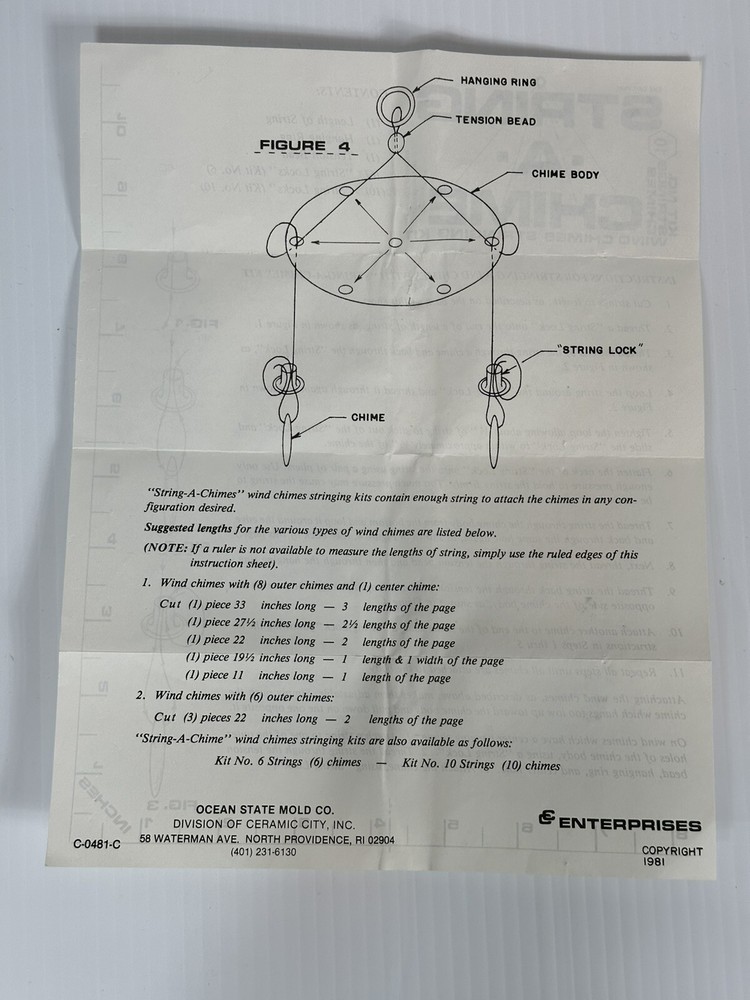 HANGING RING
TENSION BEAD
FIGURE 4
CHIME BODY
"STRING LOCK"
CHIME
"String-A-Chimes" wind chimes stringing kits contain enough string to attach the chimes in any con-
figuration desired.
Suggested lengths for the various types of wind chimes are listed below.
(NOTE: If a ruler is not available to measure the lengths of string, simply use the ruled edges of this
instruction sheet).
1. Wind chimes with (8) outer chimes and (1) center chime:
Cut (1) piece 33 inches long — 3 lengths of the page
(1) piece 27½ inches long — 2½ lengths of the page
(1) piece 22 inches long — 2 lengths of the page
(1) piece 19½ inches long — 1 length & 1 width of the page
(1) piece 11 inches long — 1 length of the page
2. Wind chimes with (6) outer chimes:
Cut (3) pieces 22 inches long — 2 lengths of the page
"String-A-Chime" wind chimes stringing kits are also available as follows:
Kit No. 6 Strings (6) chimes — Kit No. 10 Strings (10) chimes
OCEAN STATE MOLD CO.
DIVISION OF CERAMIC CITY, INC.
58 WATERMAN AVE. NORTH PROVIDENCE, RI 02904
(401) 231-6130
C-0481-C
ENTERPRISES
COPYRIGHT
1981